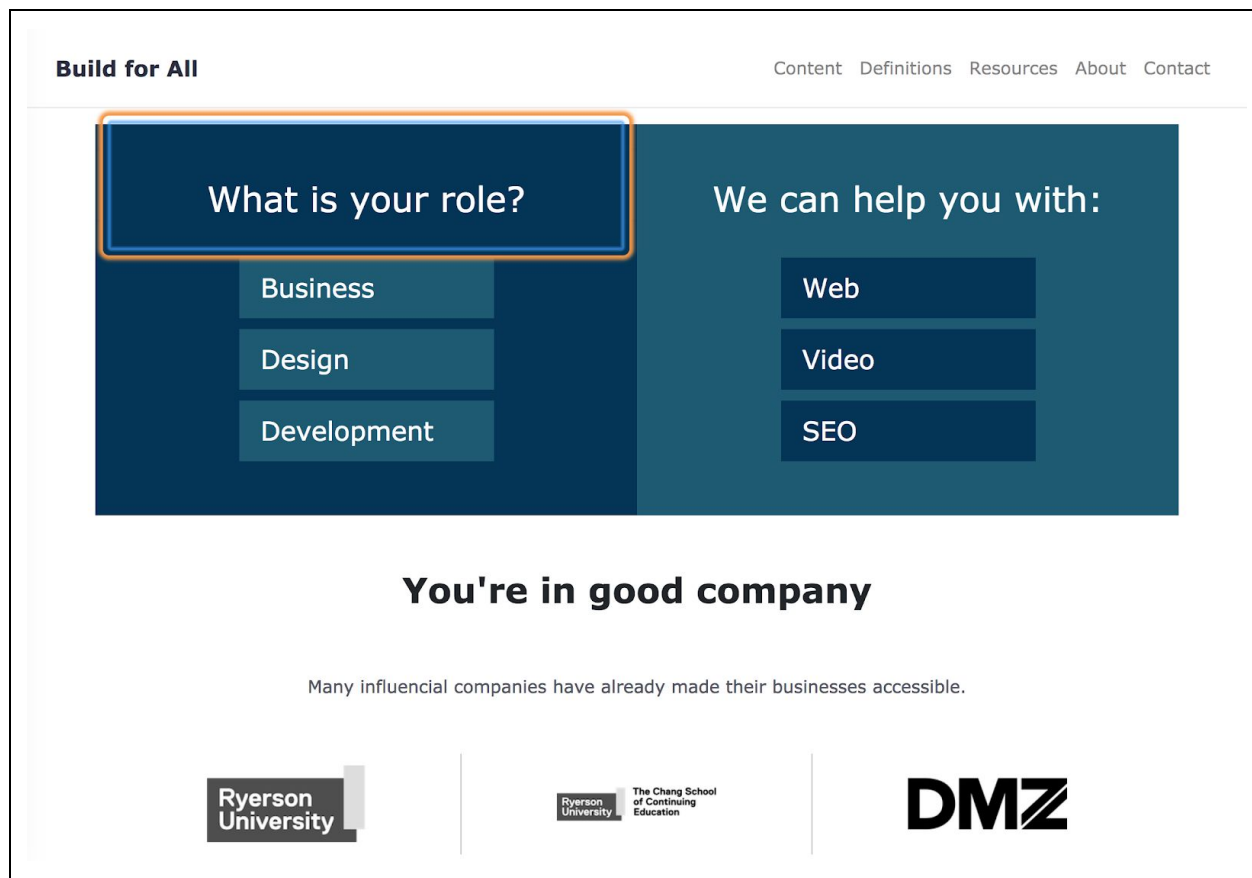 Build for All
Content Definitions Resources About Contact
What is your role?
Business
Design
Development
We can help you with:
Web
Video
SEO
You're in good company
Many influencial companies have already made their businesses accessible.
Ryerson
University
Ryerson
University
The Chang School
of Continuing
Education
DMZ